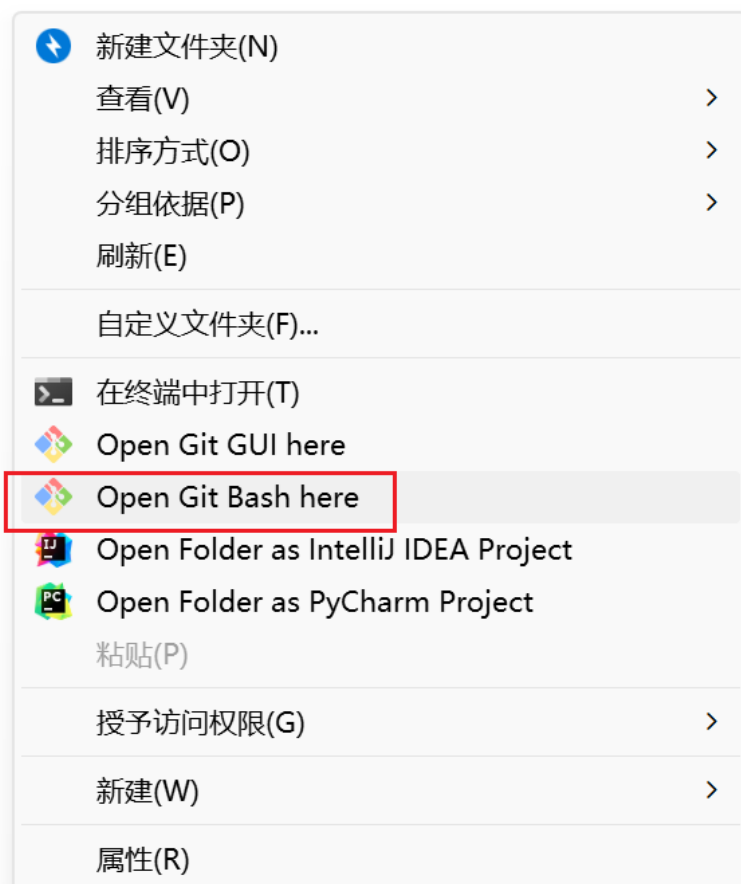 新建文件夹(N)
查看(V)
排序方式(O)
分组依据(P)
刷新(E)
自定义文件夹(F)...
在终端中打开(T)
Open Git GUI here
Open Git Bash here
Open Folder as IntelliJ IDEA Project
Open Folder as PyCharm Project
粘贴(P)
授予访问权限(G)
新建(W)
属性(R)